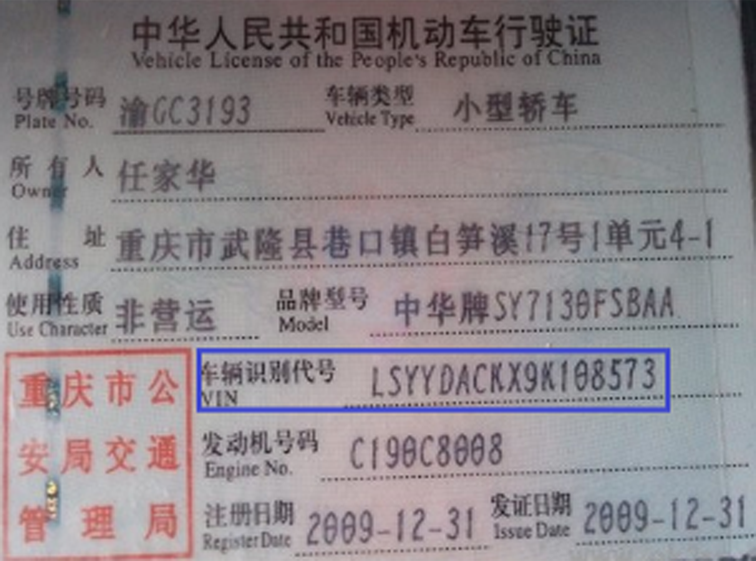 中华人民共和国机动车行驶证
Vehicle License of the People's Republic of China
号牌号码 渝GC3193 车辆类型 小型轿车
Plate No. Vehicle Type
所有人 任家华
Owner
住址 重庆市武隆县巷口镇白笋溪17号1单元4-1
Address
使用性质 非营运 品牌型号 中华牌SY7130FSBAA
Use Character Model
车辆识别代号 LSYYDACKX9K108573
VIN
发动机号码 C190C8008
Engine No.
注册日期 2009-12-31 发证日期 2009-12-31
Register Date Issue Date
重庆市公
安局交通
管理局